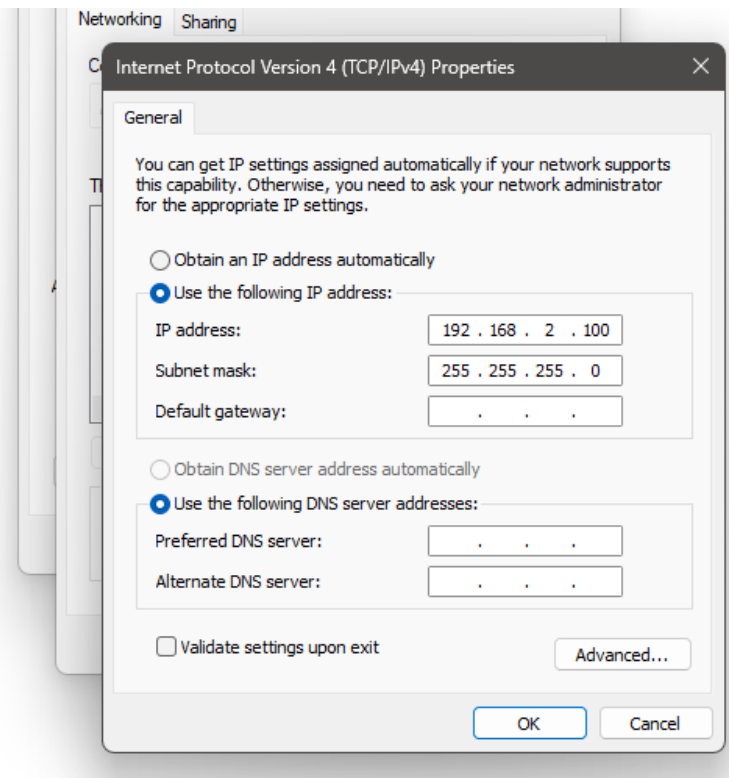 Networking Sharing
Internet Protocol Version 4 (TCP/IPv4) Properties
General
You can get IP settings assigned automatically if your network supports
this capability. Otherwise, you need to ask your network administrator
for the appropriate IP settings.
Obtain an IP address automatically
Use the following IP address:
IP address: 192 . 168 . 2 . 100
Subnet mask: 255 . 255 . 255 . 0
Default gateway: . . .
Obtain DNS server address automatically
Use the following DNS server addresses:
Preferred DNS server: . . .
Alternate DNS server: . . .
Validate settings upon exit
Advanced...
OK Cancel